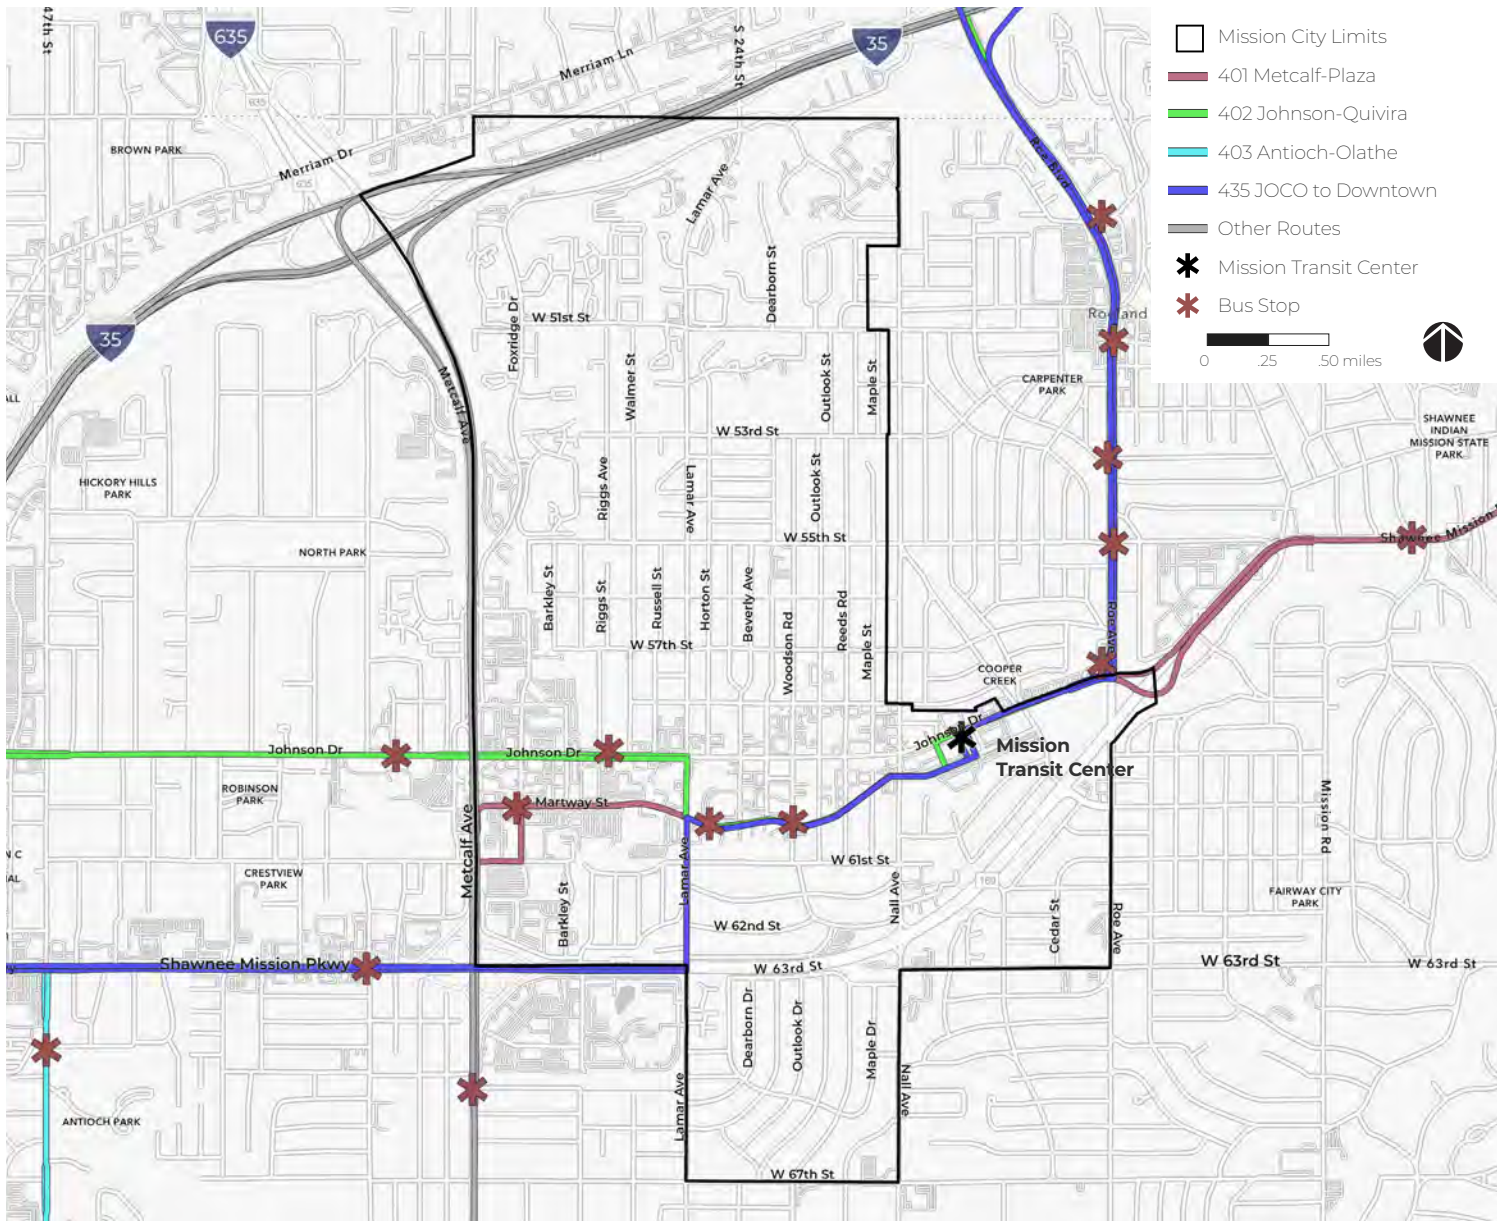 47th St
635
S 24th St
35
Merriam Ln
Mission City Limits
401 Metcalf-Plaza
402 Johnson-Quivira
403 Antioch-Olathe
435 JOCO to Downtown
Other Routes
Mission Transit Center
Bus Stop
0 .25 .50 miles
635
BROWN PARK
Merriam Dr
635
Roe Blvd
Lamar Ave
Dearborn St
Foxridge Dr
W 51st St
35
Metcalf Ave
Walmer St
Outlook St
Maple St
CARPENTER
PARK
W 53rd St
SHAWNEE
INDIAN
MISSION STATE
PARK
HICKORY HILLS
PARK
Riggs Ave
Lamar Ave
Outlook St
W 55th St
Shawnee Mission
NORTH PARK
Barkley St
Riggs St
Russell St
Horton St
Beverly Ave
Woodson Rd
Reeds Rd
Maple St
Roe Ave
W 57th St
COOPER
CREEK
Johnson Dr
Johnson Dr
Johnson Dr
Mission
Transit Center
ROBINSON
PARK
Martway St
Metcalf Ave
Mission Rd
CRESTVIEW
PARK
Lamar Ave
W 61st St
169
Nall Ave
FAIRWAY CITY
PARK
Barkley St
W 62nd St
Cedar St
Roe Ave
Shawnee Mission Pkwy
W 63rd St
W 63rd St
W 63rd St
Dearborn Dr
Outlook Dr
Maple Dr
Nall Ave
Lamar Ave
ANTIOCH PARK
W 67th St